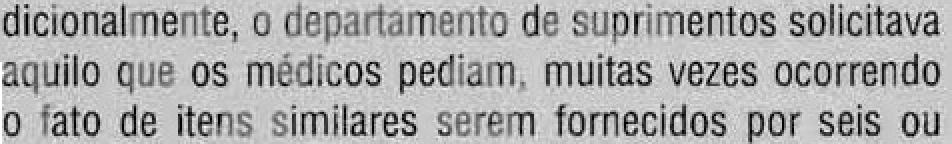 dicionalmente, o departamento de suprimentos solicitava
aquilo que os médicos pediam, muitas vezes ocorrendo
o fato de itens similares serem fornecidos por seis ou